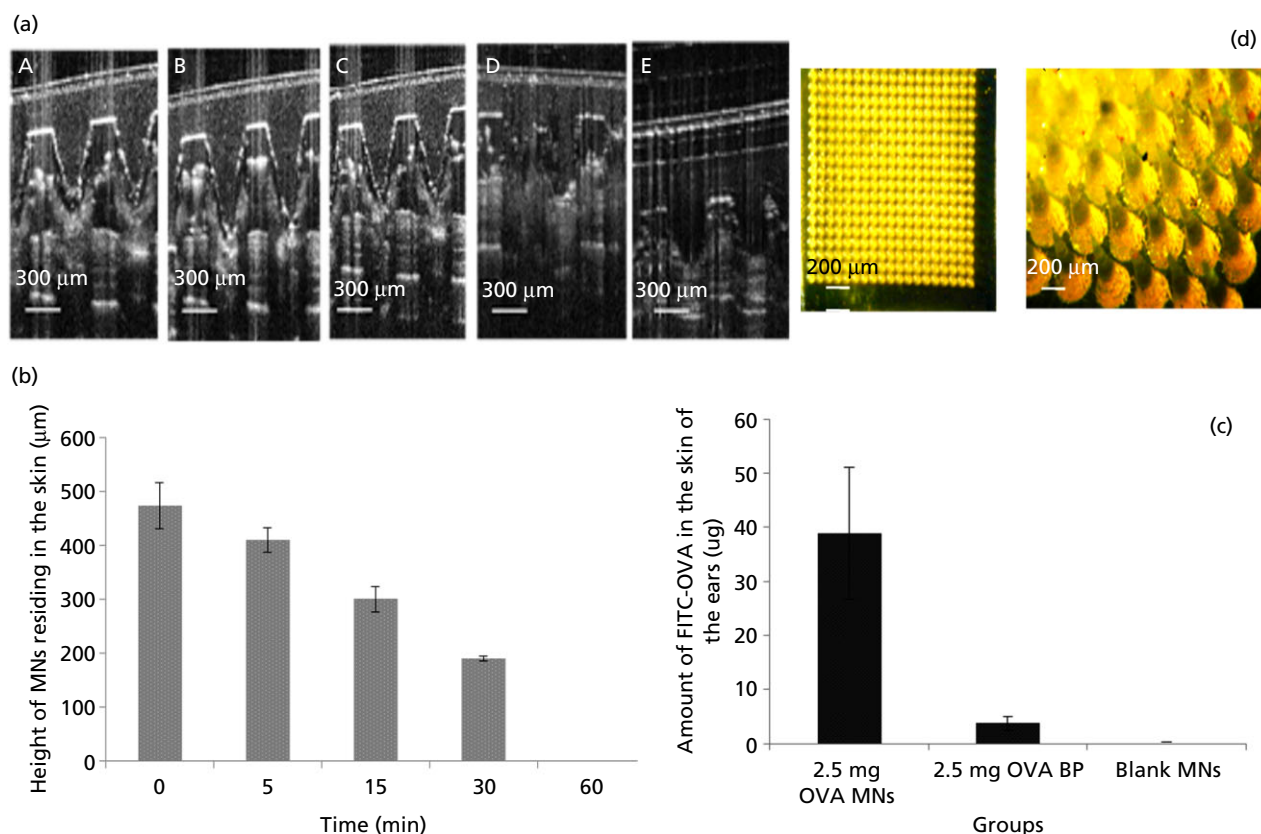 (a)
(d)
A
B
C
D
E
300 µm
300 µm
300 µm
300 µm
300 µm
200 µm
200 µm
(b)
Height of MNs residing in the skin (µm)
600
500
400
300
200
100
0
0
5
15
30
60
Time (min)
(c)
Amount of FITC-OVA in the skin of
the ears (ug)
60
50
40
30
20
10
0
2.5 mg
OVA MNs
2.5 mg OVA BP
Blank MNs
Groups